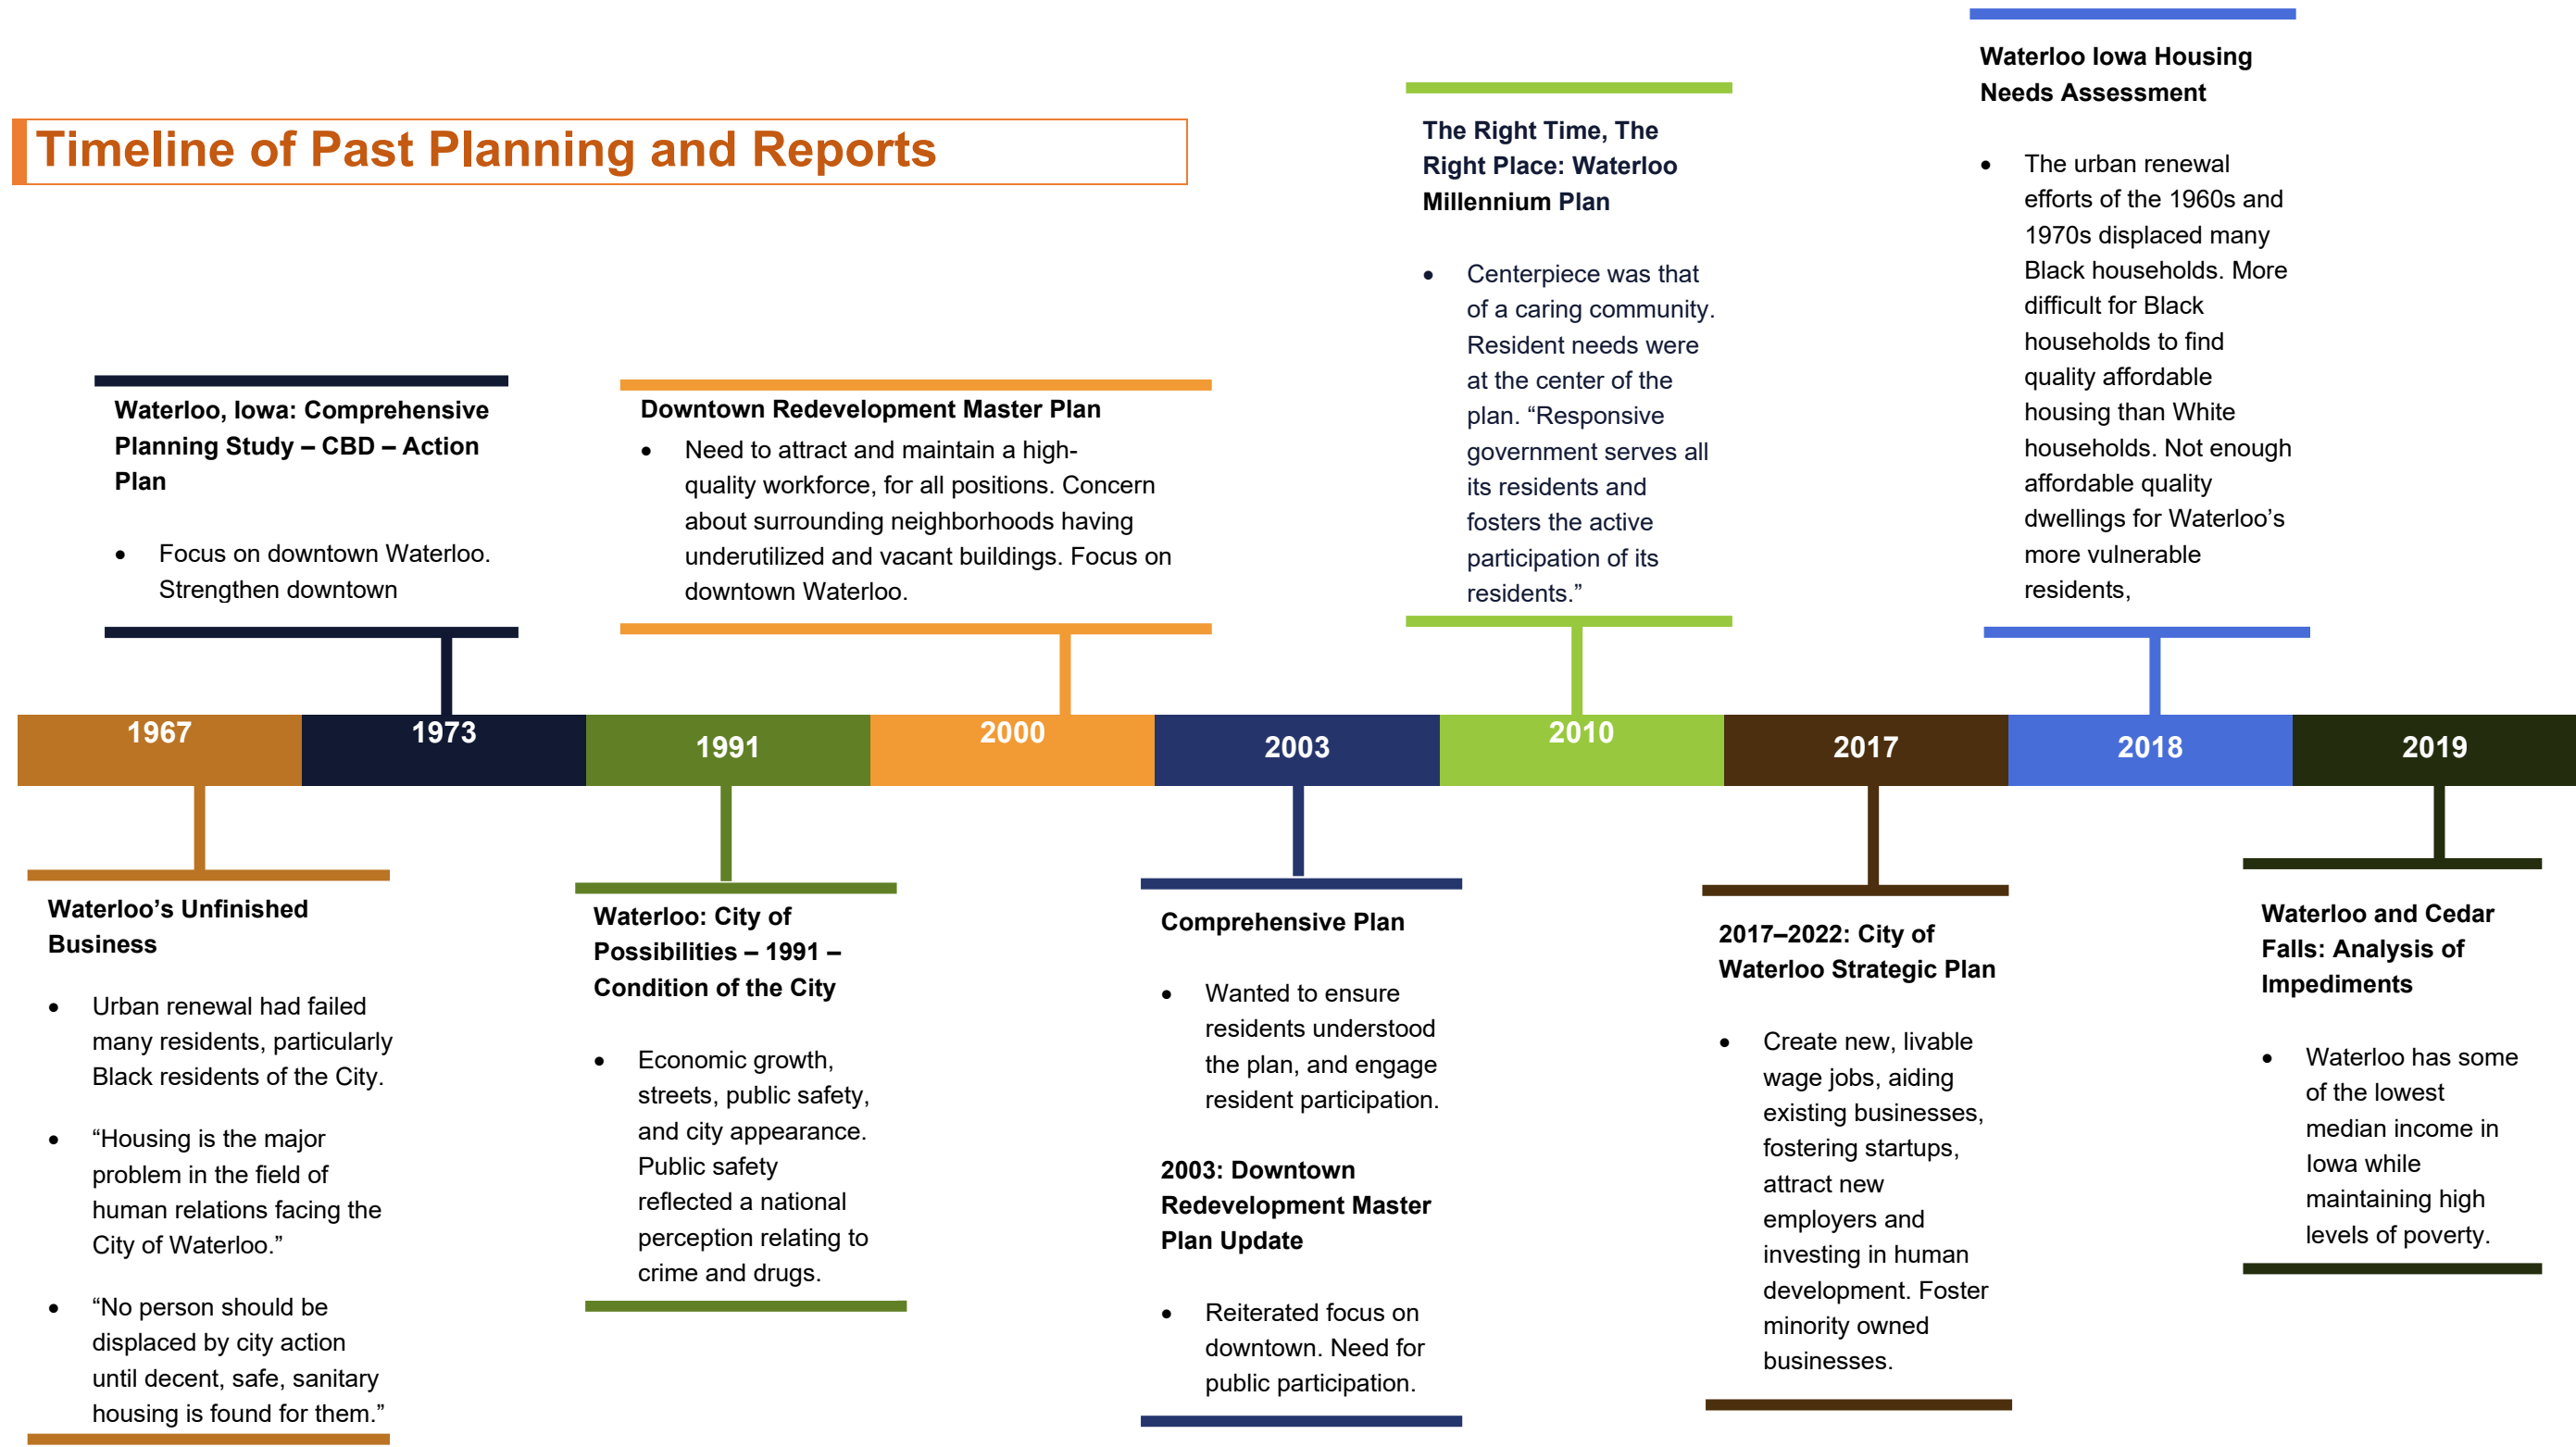 Timeline of Past Planning and Reports
Waterloo, Iowa: Comprehensive
Planning Study – CBD – Action
Plan
• Focus on downtown Waterloo.
Strengthen downtown
Downtown Redevelopment Master Plan
• Need to attract and maintain a high-
quality workforce, for all positions. Concern
about surrounding neighborhoods having
underutilized and vacant buildings. Focus on
downtown Waterloo.
The Right Time, The
Right Place: Waterloo
Millennium Plan
• Centerpiece was that
of a caring community.
Resident needs were
at the center of the
plan. “Responsive
government serves all
its residents and
fosters the active
participation of its
residents.”
Waterloo Iowa Housing
Needs Assessment
• The urban renewal
efforts of the 1960s and
1970s displaced many
Black households. More
difficult for Black
households to find
quality affordable
housing than White
households. Not enough
affordable quality
dwellings for Waterloo’s
more vulnerable
residents,
1967
1973
1991
2000
2003
2010
2017
2018
2019
Waterloo’s Unfinished
Business
• Urban renewal had failed
many residents, particularly
Black residents of the City.
• “Housing is the major
problem in the field of
human relations facing the
City of Waterloo.”
• “No person should be
displaced by city action
until decent, safe, sanitary
housing is found for them.”
Waterloo: City of
Possibilities – 1991 –
Condition of the City
• Economic growth,
streets, public safety,
and city appearance.
Public safety
reflected a national
perception relating to
crime and drugs.
Comprehensive Plan
• Wanted to ensure
residents understood
the plan, and engage
resident participation.
2003: Downtown
Redevelopment Master
Plan Update
• Reiterated focus on
downtown. Need for
public participation.
2017–2022: City of
Waterloo Strategic Plan
• Create new, livable
wage jobs, aiding
existing businesses,
fostering startups,
attract new
employers and
investing in human
development. Foster
minority owned
businesses.
Waterloo and Cedar
Falls: Analysis of
Impediments
• Waterloo has some
of the lowest
median income in
Iowa while
maintaining high
levels of poverty.